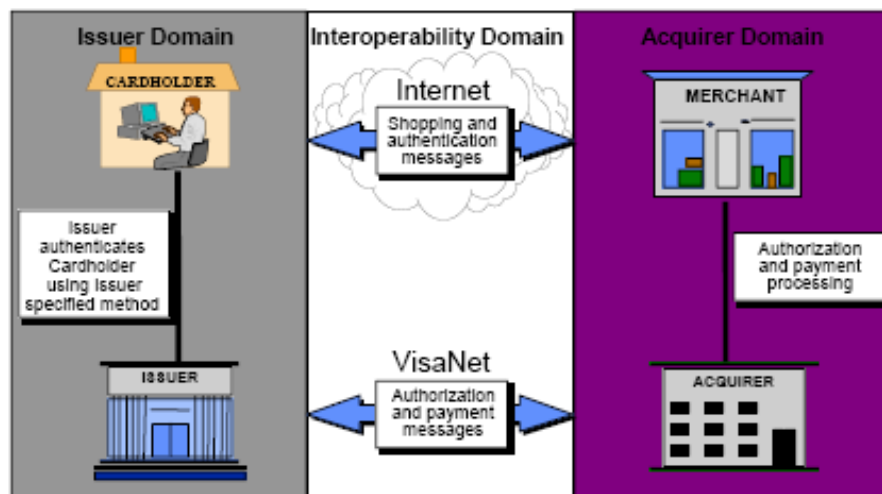 Issuer Domain
Interoperability Domain
Acquirer Domain
CARDHOLDER
Internet
Shopping and
authentication
messages
MERCHANT
Issuer
authenticates
Cardholder
using Issuer
specified method
Authorization
and payment
processing
ISSUER
VisaNet
Authorization
and payment
messages
ACQUIRER